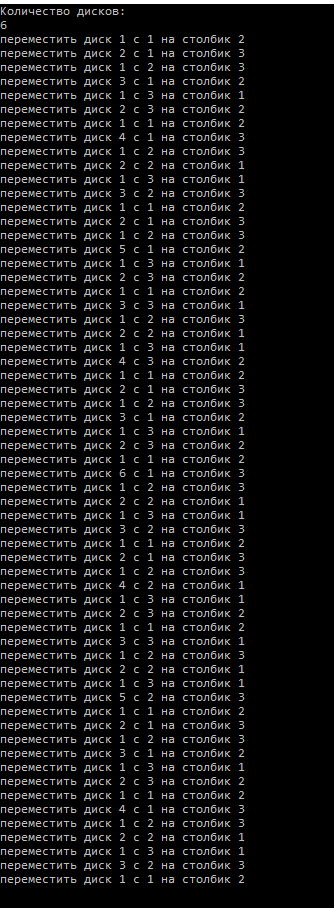 Количество дисков:
6
переместить диск 1 с 1 на столбик 2
переместить диск 2 с 1 на столбик 3
переместить диск 1 с 2 на столбик 3
переместить диск 3 с 1 на столбик 2
переместить диск 1 с 3 на столбик 1
переместить диск 2 с 3 на столбик 2
переместить диск 1 с 1 на столбик 2
переместить диск 4 с 1 на столбик 3
переместить диск 1 с 2 на столбик 3
переместить диск 2 с 2 на столбик 1
переместить диск 1 с 3 на столбик 1
переместить диск 3 с 2 на столбик 3
переместить диск 1 с 1 на столбик 2
переместить диск 2 с 1 на столбик 3
переместить диск 1 с 2 на столбик 3
переместить диск 5 с 1 на столбик 2
переместить диск 1 с 3 на столбик 1
переместить диск 2 с 3 на столбик 2
переместить диск 1 с 1 на столбик 2
переместить диск 3 с 3 на столбик 1
переместить диск 1 с 2 на столбик 3
переместить диск 2 с 2 на столбик 1
переместить диск 1 с 3 на столбик 1
переместить диск 4 с 3 на столбик 2
переместить диск 1 с 1 на столбик 2
переместить диск 2 с 1 на столбик 3
переместить диск 1 с 2 на столбик 3
переместить диск 3 с 1 на столбик 2
переместить диск 1 с 3 на столбик 1
переместить диск 2 с 3 на столбик 2
переместить диск 1 с 1 на столбик 2
переместить диск 6 с 1 на столбик 3
переместить диск 1 с 2 на столбик 3
переместить диск 2 с 2 на столбик 1
переместить диск 1 с 3 на столбик 1
переместить диск 3 с 2 на столбик 3
переместить диск 1 с 1 на столбик 2
переместить диск 2 с 1 на столбик 3
переместить диск 1 с 2 на столбик 3
переместить диск 4 с 2 на столбик 1
переместить диск 1 с 3 на столбик 1
переместить диск 2 с 3 на столбик 2
переместить диск 1 с 1 на столбик 2
переместить диск 3 с 3 на столбик 1
переместить диск 1 с 2 на столбик 3
переместить диск 2 с 2 на столбик 1
переместить диск 1 с 3 на столбик 1
переместить диск 5 с 2 на столбик 3
переместить диск 1 с 1 на столбик 2
переместить диск 2 с 1 на столбик 3
переместить диск 1 с 2 на столбик 3
переместить диск 3 с 1 на столбик 2
переместить диск 1 с 3 на столбик 1
переместить диск 2 с 3 на столбик 2
переместить диск 1 с 1 на столбик 2
переместить диск 4 с 1 на столбик 3
переместить диск 1 с 2 на столбик 3
переместить диск 2 с 2 на столбик 1
переместить диск 1 с 3 на столбик 1
переместить диск 3 с 2 на столбик 3
переместить диск 1 с 1 на столбик 2